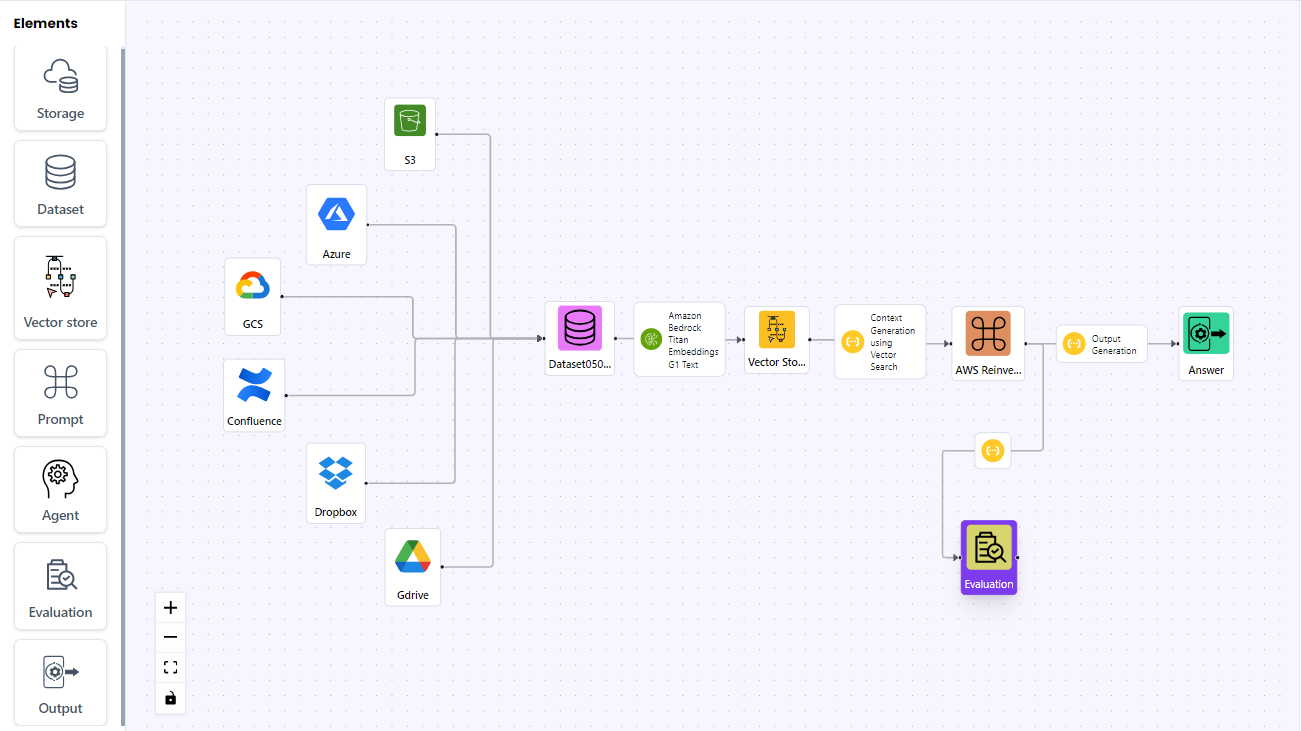 Elements
Storage
Dataset
Vector store
Prompt
Agent
Evaluation
Output
S3
Azure
GCS
Confluence
Dropbox
Gdrive
Dataset050...
Amazon
Bedrock
Titan
Embeddings
G1 Text
Vector Sto...
Context
Generation
using
Vector
Search
AWS Reinve...
Output
Generation
Answer
Evaluation